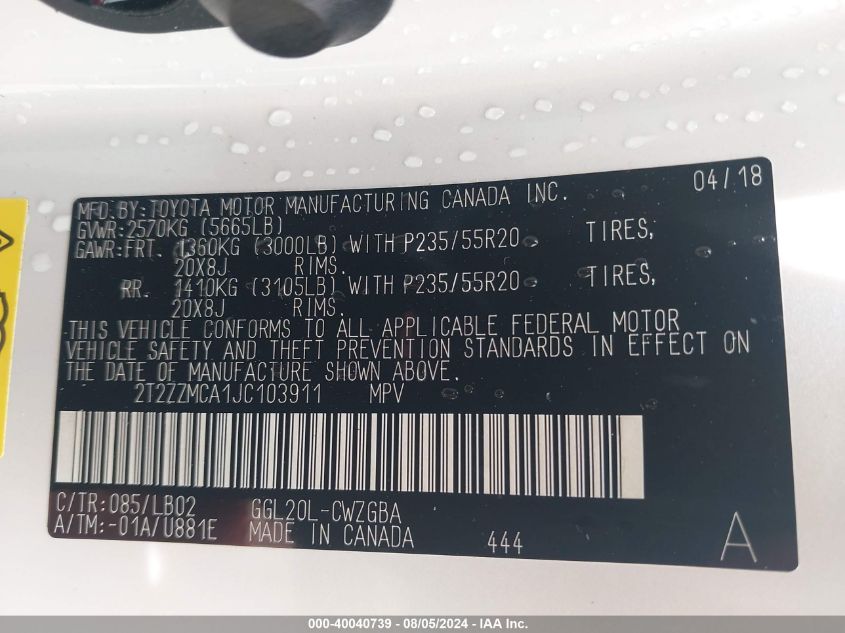 MFD. BY: TOYOTA MOTOR MANUFACTURING CANADA INC. 04/18
GVWR: 2570KG (5665LB)
GAWR: FRT. 1360KG (3000LB) WITH P235/55R20 TIRES,
20X8J RIMS.
RR. 1410KG (3105LB) WITH P235/55R20 TIRES,
20X8J RIMS.
THIS VEHICLE CONFORMS TO ALL APPLICABLE FEDERAL MOTOR
VEHICLE SAFETY AND THEFT PREVENTION STANDARDS IN EFFECT ON
THE DATE OF MANUFACTURE SHOWN ABOVE.
2T2ZZMCA1JC103911 MPV
C/TR: 085/LB02 GGL20L-CWZGBA
A/TM: -01A/U881E MADE IN CANADA 444 A
000-40040739 - 08/05/2024 - IAAI Inc.